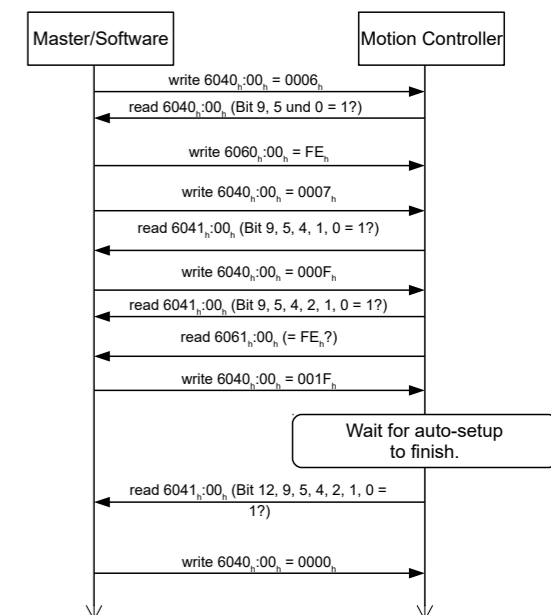 Master/Software
Motion Controller
write 6040ₕ:00ₕ = 0006ₕ
read 6040ₕ:00ₕ (Bit 9, 5 und 0 = 1?)
write 6060ₕ:00ₕ = FEₕ
write 6040ₕ:00ₕ = 0007ₕ
read 6041ₕ:00ₕ (Bit 9, 5, 4, 1, 0 = 1?)
write 6040ₕ:00ₕ = 000Fₕ
read 6041ₕ:00ₕ (Bit 9, 5, 4, 2, 1, 0 = 1?)
read 6061ₕ:00ₕ (= FEₕ?)
write 6040ₕ:00ₕ = 001Fₕ
Wait for auto-setup
to finish.
read 6041ₕ:00ₕ (Bit 12, 9, 5, 4, 2, 1, 0 =
1?)
write 6040ₕ:00ₕ = 0000ₕ